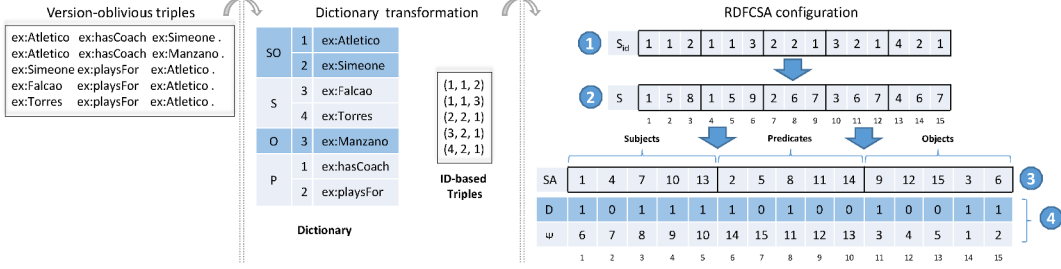 Version-oblivious triples
ex:Atletico ex:hasCoach ex:Simeone .
ex:Atletico ex:hasCoach ex:Manzano .
ex:Simeone ex:playsFor ex:Atletico .
ex:Falcao ex:playsFor ex:Atletico .
ex:Torres ex:playsFor ex:Atletico .
Dictionary transformation
SO 1 ex:Atletico
2 ex:Simeone
S 3 ex:Falcao
4 ex:Torres
O 3 ex:Manzano
P 1 ex:hasCoach
2 ex:playsFor
Dictionary
(1, 1, 2)
(1, 1, 3)
(2, 2, 1)
(3, 2, 1)
(4, 2, 1)
ID-based
Triples
RDFCSA configuration
1 Sid 1 1 2 1 1 3 2 2 1 3 2 1 4 2 1
2 S 1 5 8 1 5 9 2 6 7 3 6 7 4 6 7
1 2 3 4 5 6 7 8 9 10 11 12 13 14 15
Subjects Predicates Objects
SA 1 4 7 10 13 2 5 8 11 14 9 12 15 3 6 3
D 1 0 1 1 1 1 0 1 0 0 1 0 0 1 1 4
Ψ 6 7 8 9 10 14 15 11 12 13 3 4 5 1 2
1 2 3 4 5 6 7 8 9 10 11 12 13 14 15